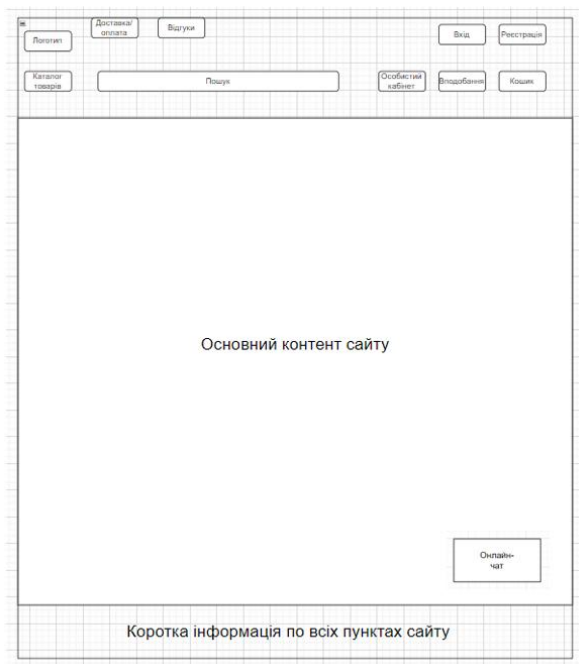 Доставка/
оплата
Відгуки
Вхід
Реєстрація
Логотип
Каталог
товарів
Пошук
Особистий
кабінет
Вподобання
Кошик
Основний контент сайту
Онлайн-
чат
Коротка інформація по всіх пунктах сайту